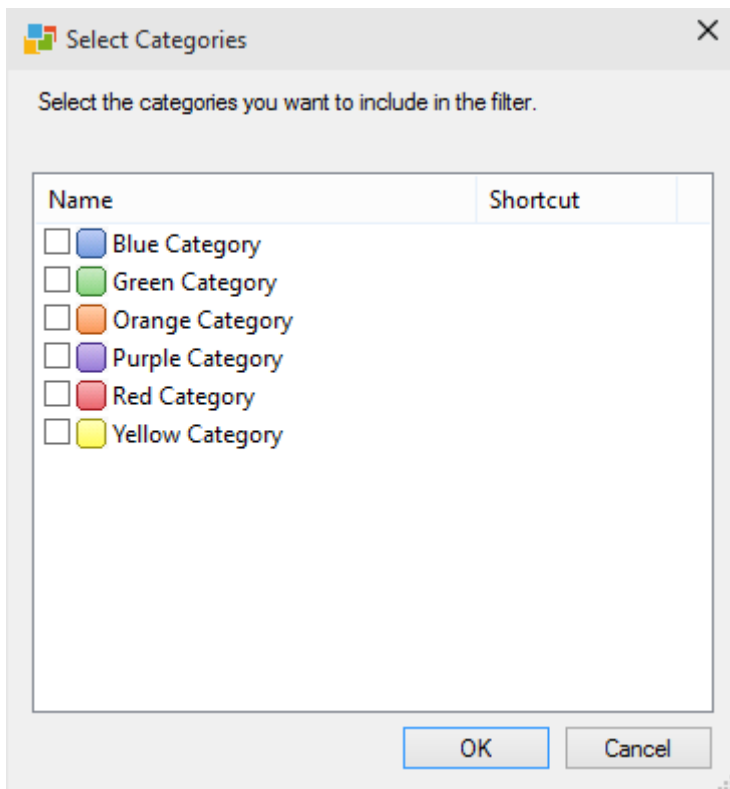 Select Categories
Select the categories you want to include in the filter.
Name Shortcut
Blue Category
Green Category
Orange Category
Purple Category
Red Category
Yellow Category
OK Cancel